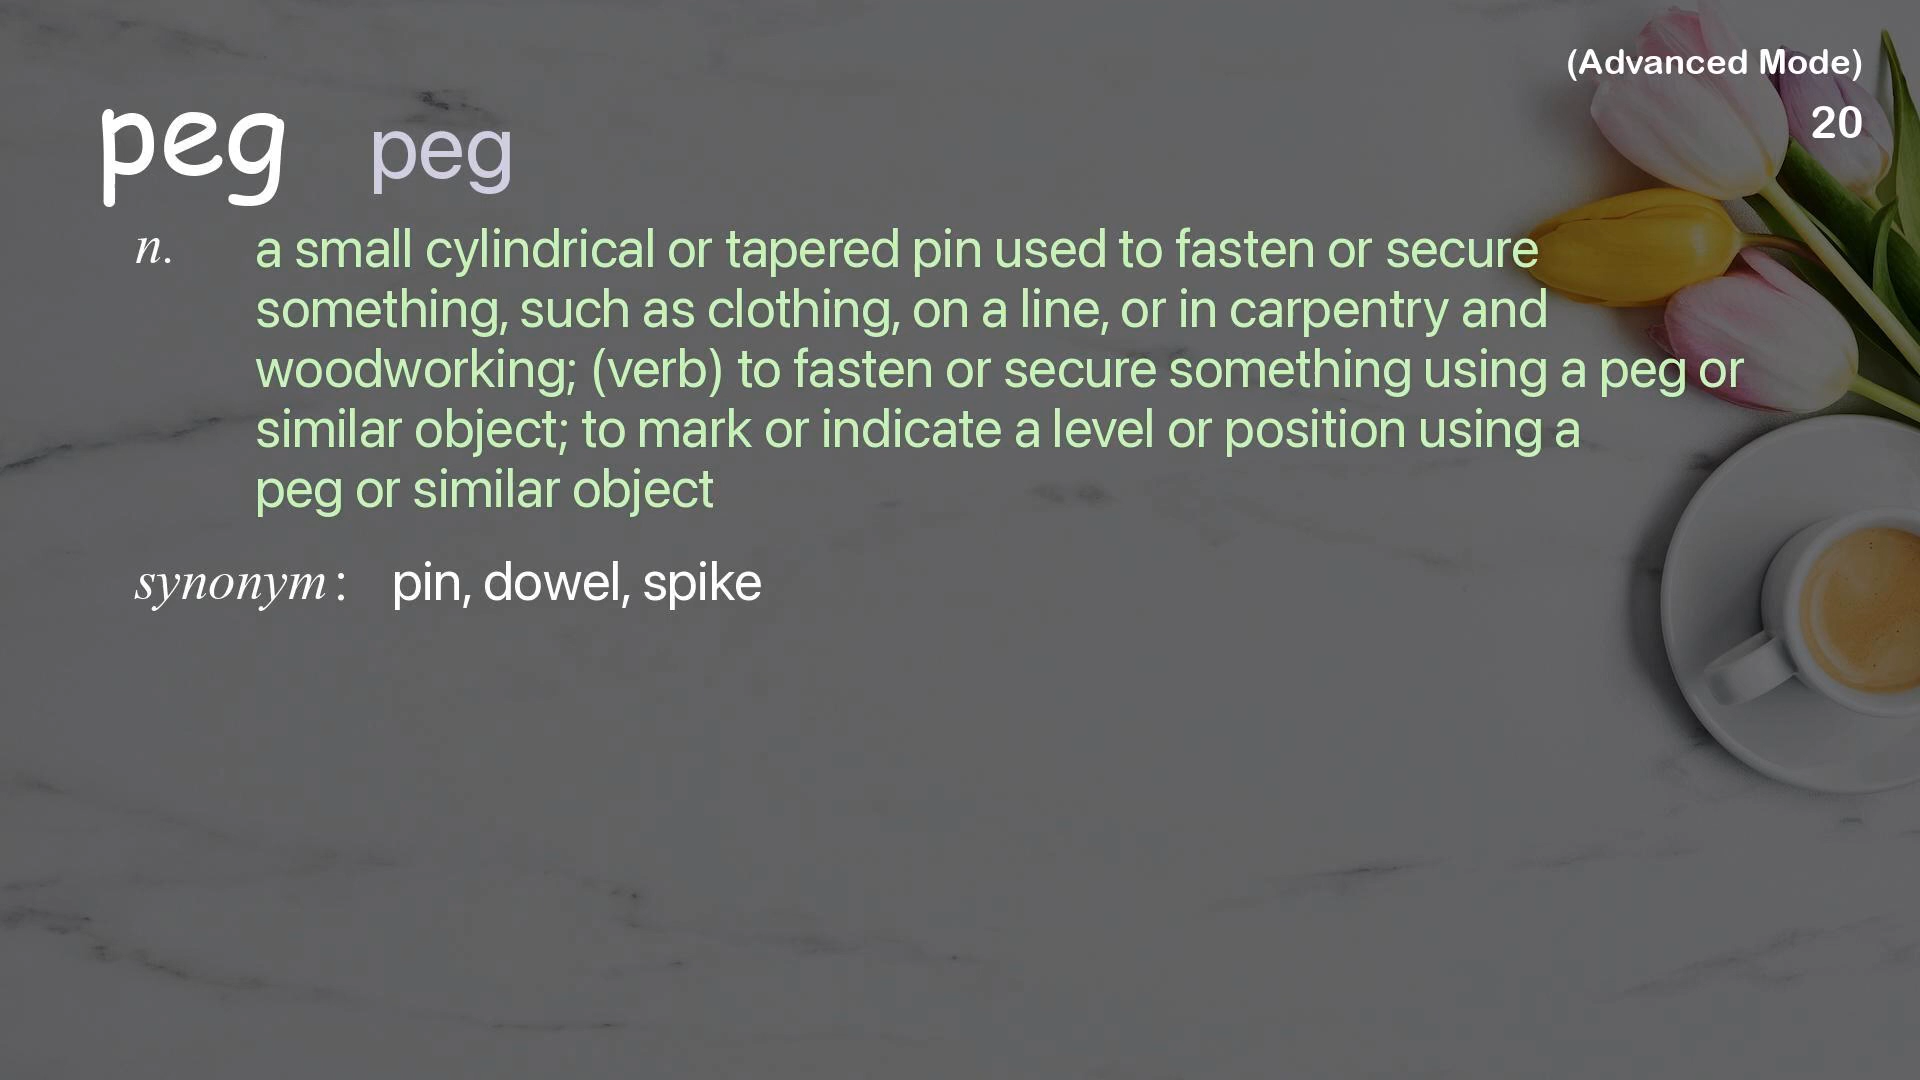 (Advanced Mode)
20
peg peg
n. a small cylindrical or tapered pin used to fasten or secure
something, such as clothing, on a line, or in carpentry and
woodworking; (verb) to fasten or secure something using a peg or
similar object; to mark or indicate a level or position using a
peg or similar object
synonym : pin, dowel, spike